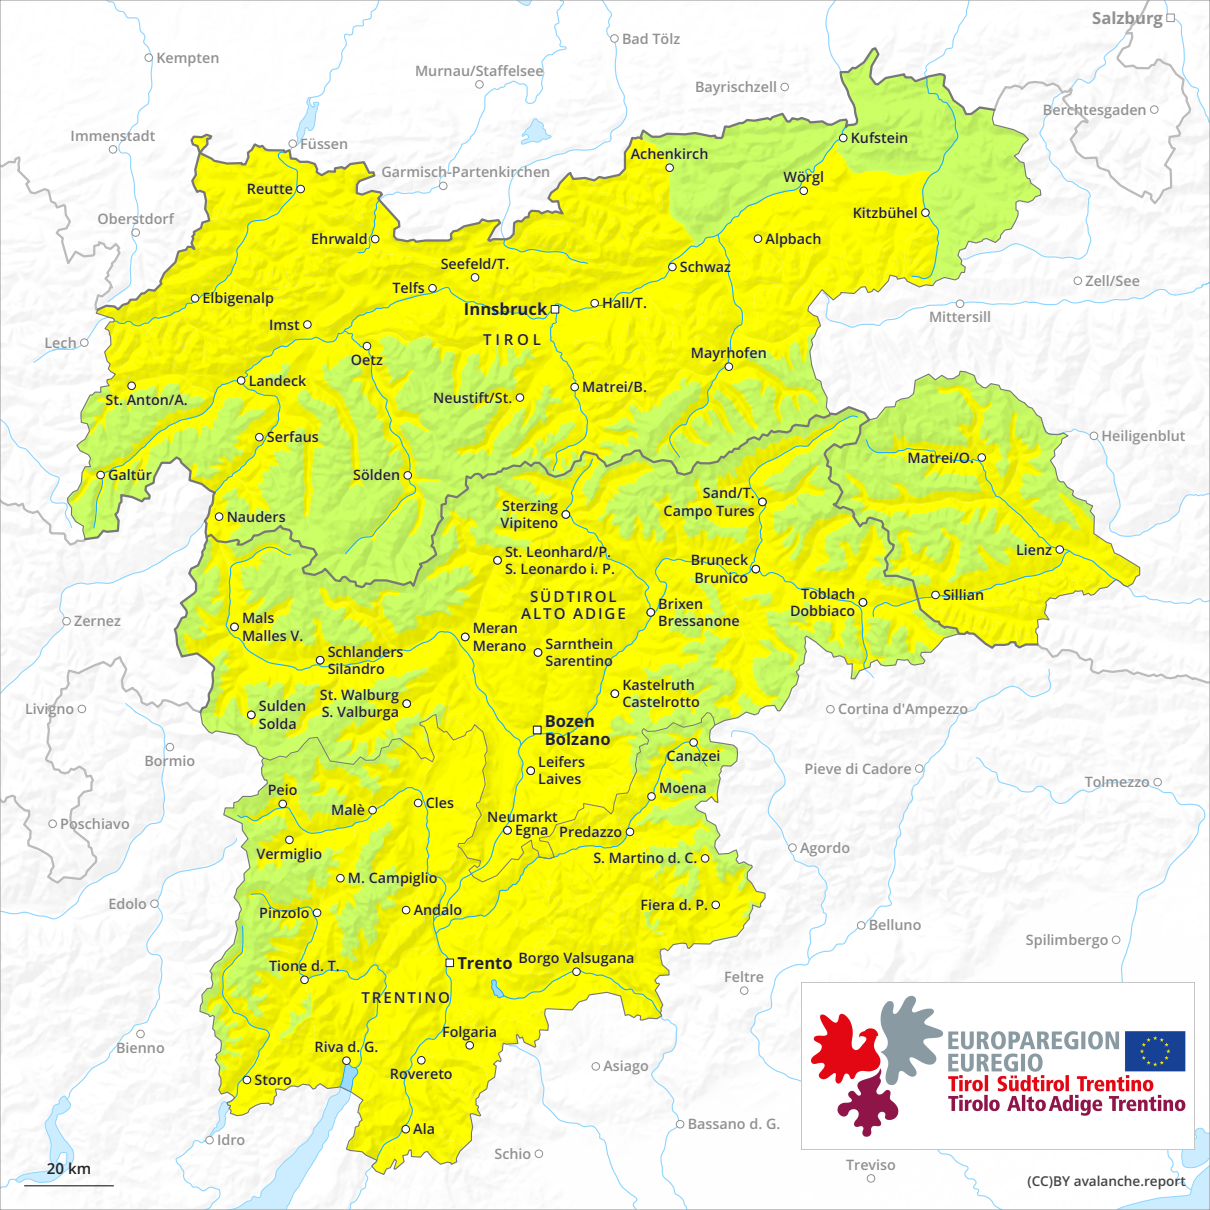 Salzburg
Bad Tölz
Kempten
Murnau/Staffelsee
Bayrischzell
Berchtesgaden
Immenstadt
Füssen
Kufstein
Achenkirch
Garmisch-Partenkirchen
Wörgl
Reutte
Oberstdorf
Kitzbühel
Ehrwald
Alpbach
Seefeld/T.
Schwaz
Zell/See
Telfs
Elbigenalp
Hall/T.
Innsbruck
Mittersill
Imst
TIROL
Lech
Oetz
Mayrhofen
Landeck
Matrei/B.
St. Anton/A.
Neustift/St.
Serfaus
Heiligenblut
Matrei/O.
Galtür
Sölden
Sand/T.
Campo Tures
Sterzing
Vipiteno
Nauders
St. Leonhard/P.
S. Leonardo i. P.
Lienz
Bruneck
Brunico
SÜDTIROL
ALTO ADIGE
Toblach
Dobbiaco
Sillian
Brixen
Bressanone
Zernez
Mals
Malles V.
Meran
Merano
Sarnthein
Sarentino
Schlanders
Silandro
Kastelruth
Castelrotto
St. Walburg
S. Valburga
Livigno
Sulden
Solda
Cortina d'Ampezzo
Bozen
Bolzano
Bormio
Canazei
Leifers
Laives
Pieve di Cadore
Tolmezzo
Peio
Moena
Malè
Cles
Neumarkt
Egna
Predazzo
Poschiavo
Vermiglio
S. Martino d. C.
Agordo
M. Campiglio
Edolo
Pinzolo
Andalo
Fiera d. P.
Belluno
Spilimbergo
Trento
Borgo Valsugana
Tione d. T.
Feltre
TRENTINO
Folgaria
Bienno
Riva d. G.
Rovereto
Asiago
Storo
EUROPAREGION
EUREGIO
Tirol Südtirol Trentino
Tirolo Alto Adige Trentino
Ala
Bassano d. G.
Idro
Schio
Treviso
20 km
(CC)BY avalanche.report